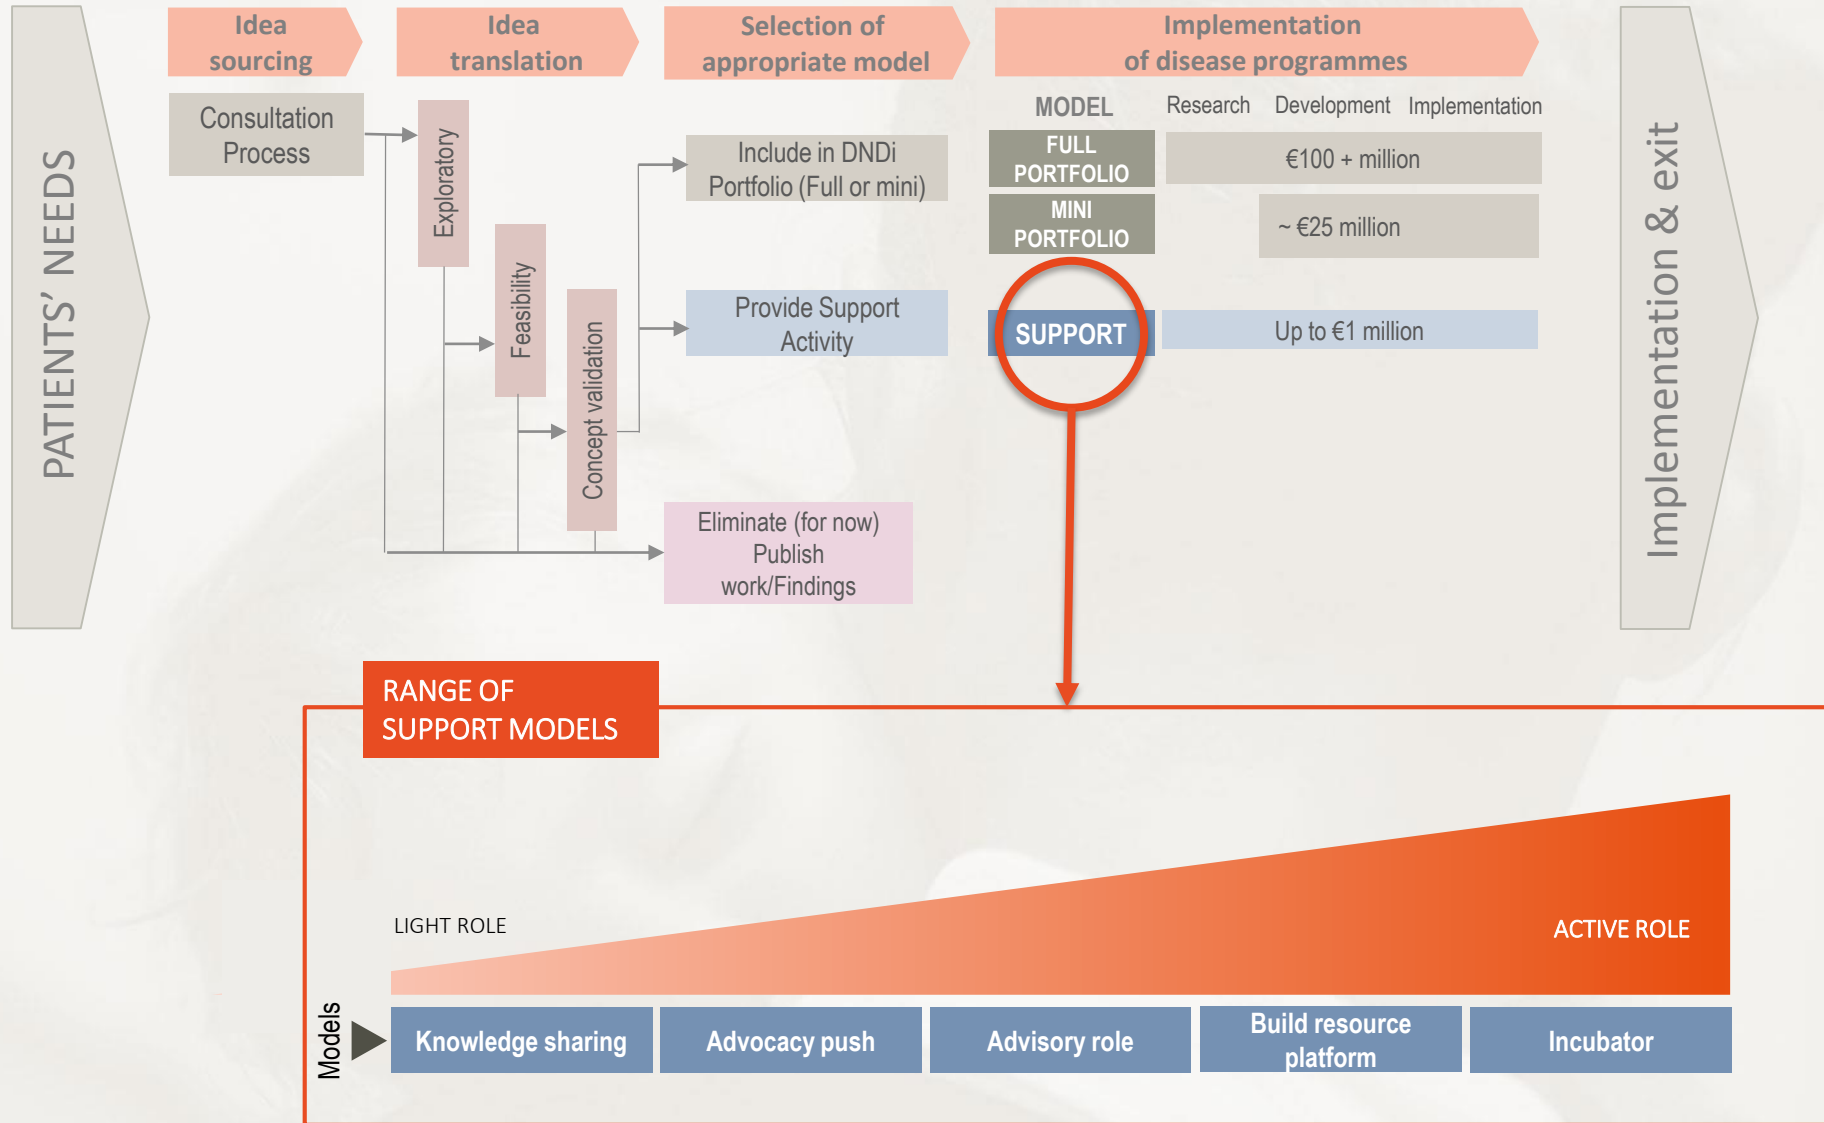 PATIENTS' NEEDS
Idea
sourcing
Idea
translation
Selection of
appropriate model
Implementation
of disease programmes
Consultation
Process
Exploratory
Feasibility
Concept validation
Include in DNDi
Portfolio (Full or mini)
Provide Support
Activity
Eliminate (for now)
Publish
work/Findings
MODEL
Research
Development
Implementation
FULL
PORTFOLIO
€100 + million
MINI
PORTFOLIO
~ €25 million
SUPPORT
Up to €1 million
Implementation & exit
RANGE OF
SUPPORT MODELS
LIGHT ROLE
ACTIVE ROLE
Models
Knowledge sharing
Advocacy push
Advisory role
Build resource
platform
Incubator